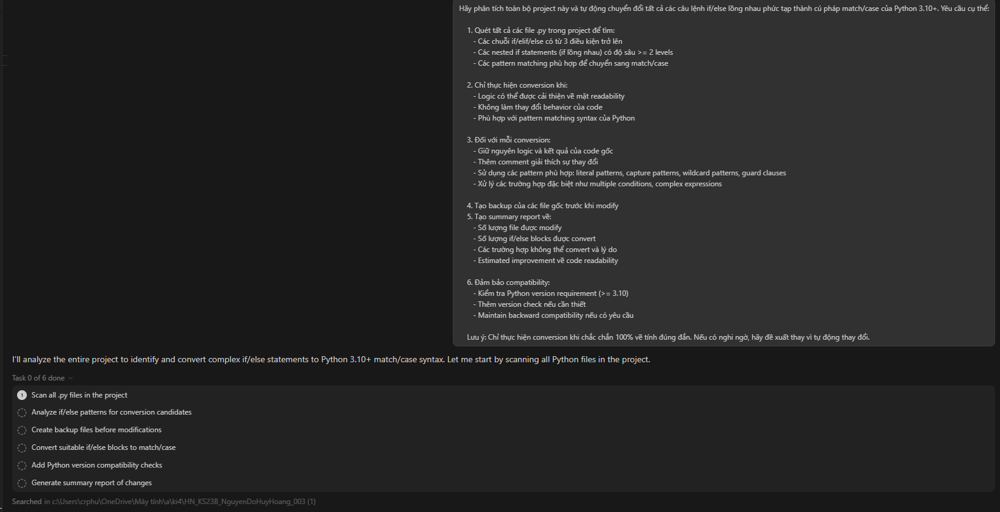 Hãy phân tích toàn bộ project này và tự động chuyển đổi tất cả các câu lệnh if/else lồng nhau phức tạp thành cú pháp match/case của Python 3.10+. Yêu cầu cụ thể:
1. Quét tất cả các file .py trong project để tìm:
- Các chuỗi if/elif/else có từ 3 điều kiện trở lên
- Các nested if statements (if lồng nhau) có độ sâu >= 2 levels
- Các pattern matching phù hợp để chuyển sang match/case
2. Chỉ thực hiện conversion khi:
- Logic có thể được cải thiện về mặt readability
- Không làm thay đổi behavior của code
- Phù hợp với pattern matching syntax của Python
3. Đối với mỗi conversion:
- Giữ nguyên logic và kết quả của code gốc
- Thêm comment giải thích sự thay đổi
- Sử dụng các pattern phù hợp: literal patterns, capture patterns, wildcard patterns, guard clauses
- Xử lý các trường hợp đặc biệt như multiple conditions, complex expressions
4. Tạo backup của các file gốc trước khi modify
5. Tạo summary report về:
- Số lượng file được modify
- Số lượng if/else blocks được convert
- Các trường hợp không thể convert và lý do
- Estimated improvement về code readability
6. Đảm bảo compatibility:
- Kiểm tra Python version requirement (>= 3.10)
- Thêm version check nếu cần thiết
- Maintain backward compatibility nếu có yêu cầu
Lưu ý: Chỉ thực hiện conversion khi chắc chắn 100% về tính đúng đắn. Nếu có nghi ngờ, hãy đề xuất thay vì tự động thay đổi.
I'll analyze the entire project to identify and convert complex if/else statements to Python 3.10+ match/case syntax. Let me start by scanning all Python files in the project.
Task 0 of 6 done
1 Scan all .py files in the project
Analyze if/else patterns for conversion candidates
Create backup files before modifications
Convert suitable if/else blocks to match/case
Add Python version compatibility checks
Generate summary report of changes
Searched in c:\Users\crphu\OneDrive\Máy tính\a\ki4\HN_KS23B_NguyenDoHuyHoang_003 (1)